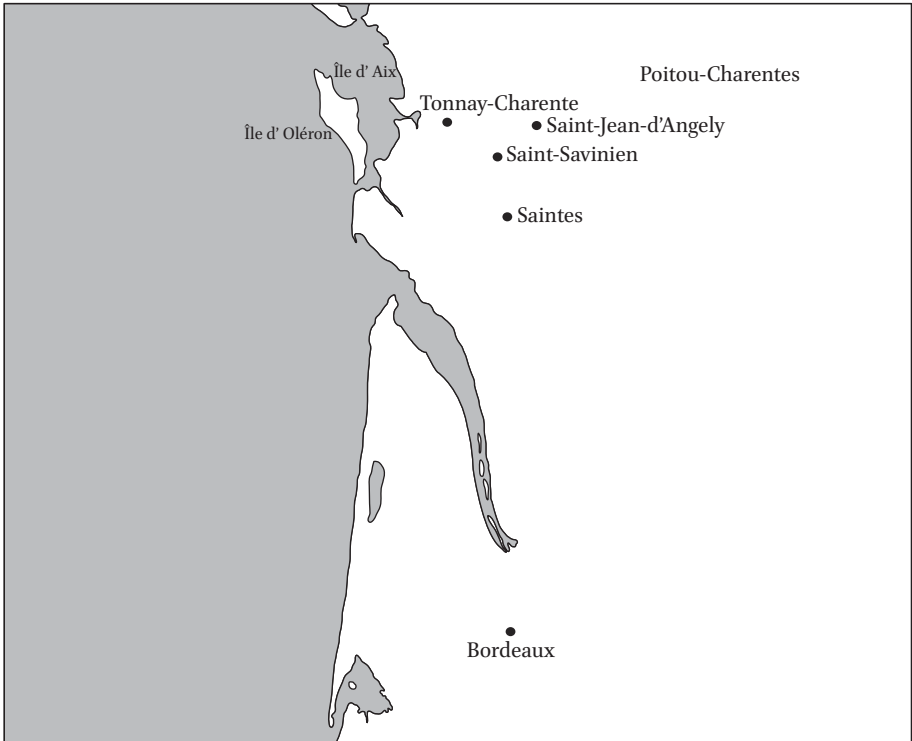 Île d' Aix
Poitou-Charentes
Tonnay-Charente
Saint-Jean-d'Angely
Île d' Oléron
Saint-Savinien
Saintes
Bordeaux